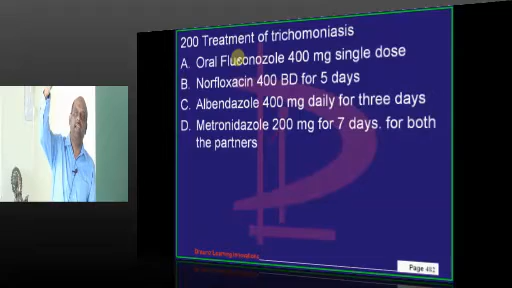 200 Treatment of trichomoniasis
A. Oral Fluconozole 400 mg single dose
B. Norfloxacin 400 BD for 5 days
C. Albendazole 400 mg daily for three days
D. Metronidazole 200 mg for 7 days. for both
the partners
Page 482